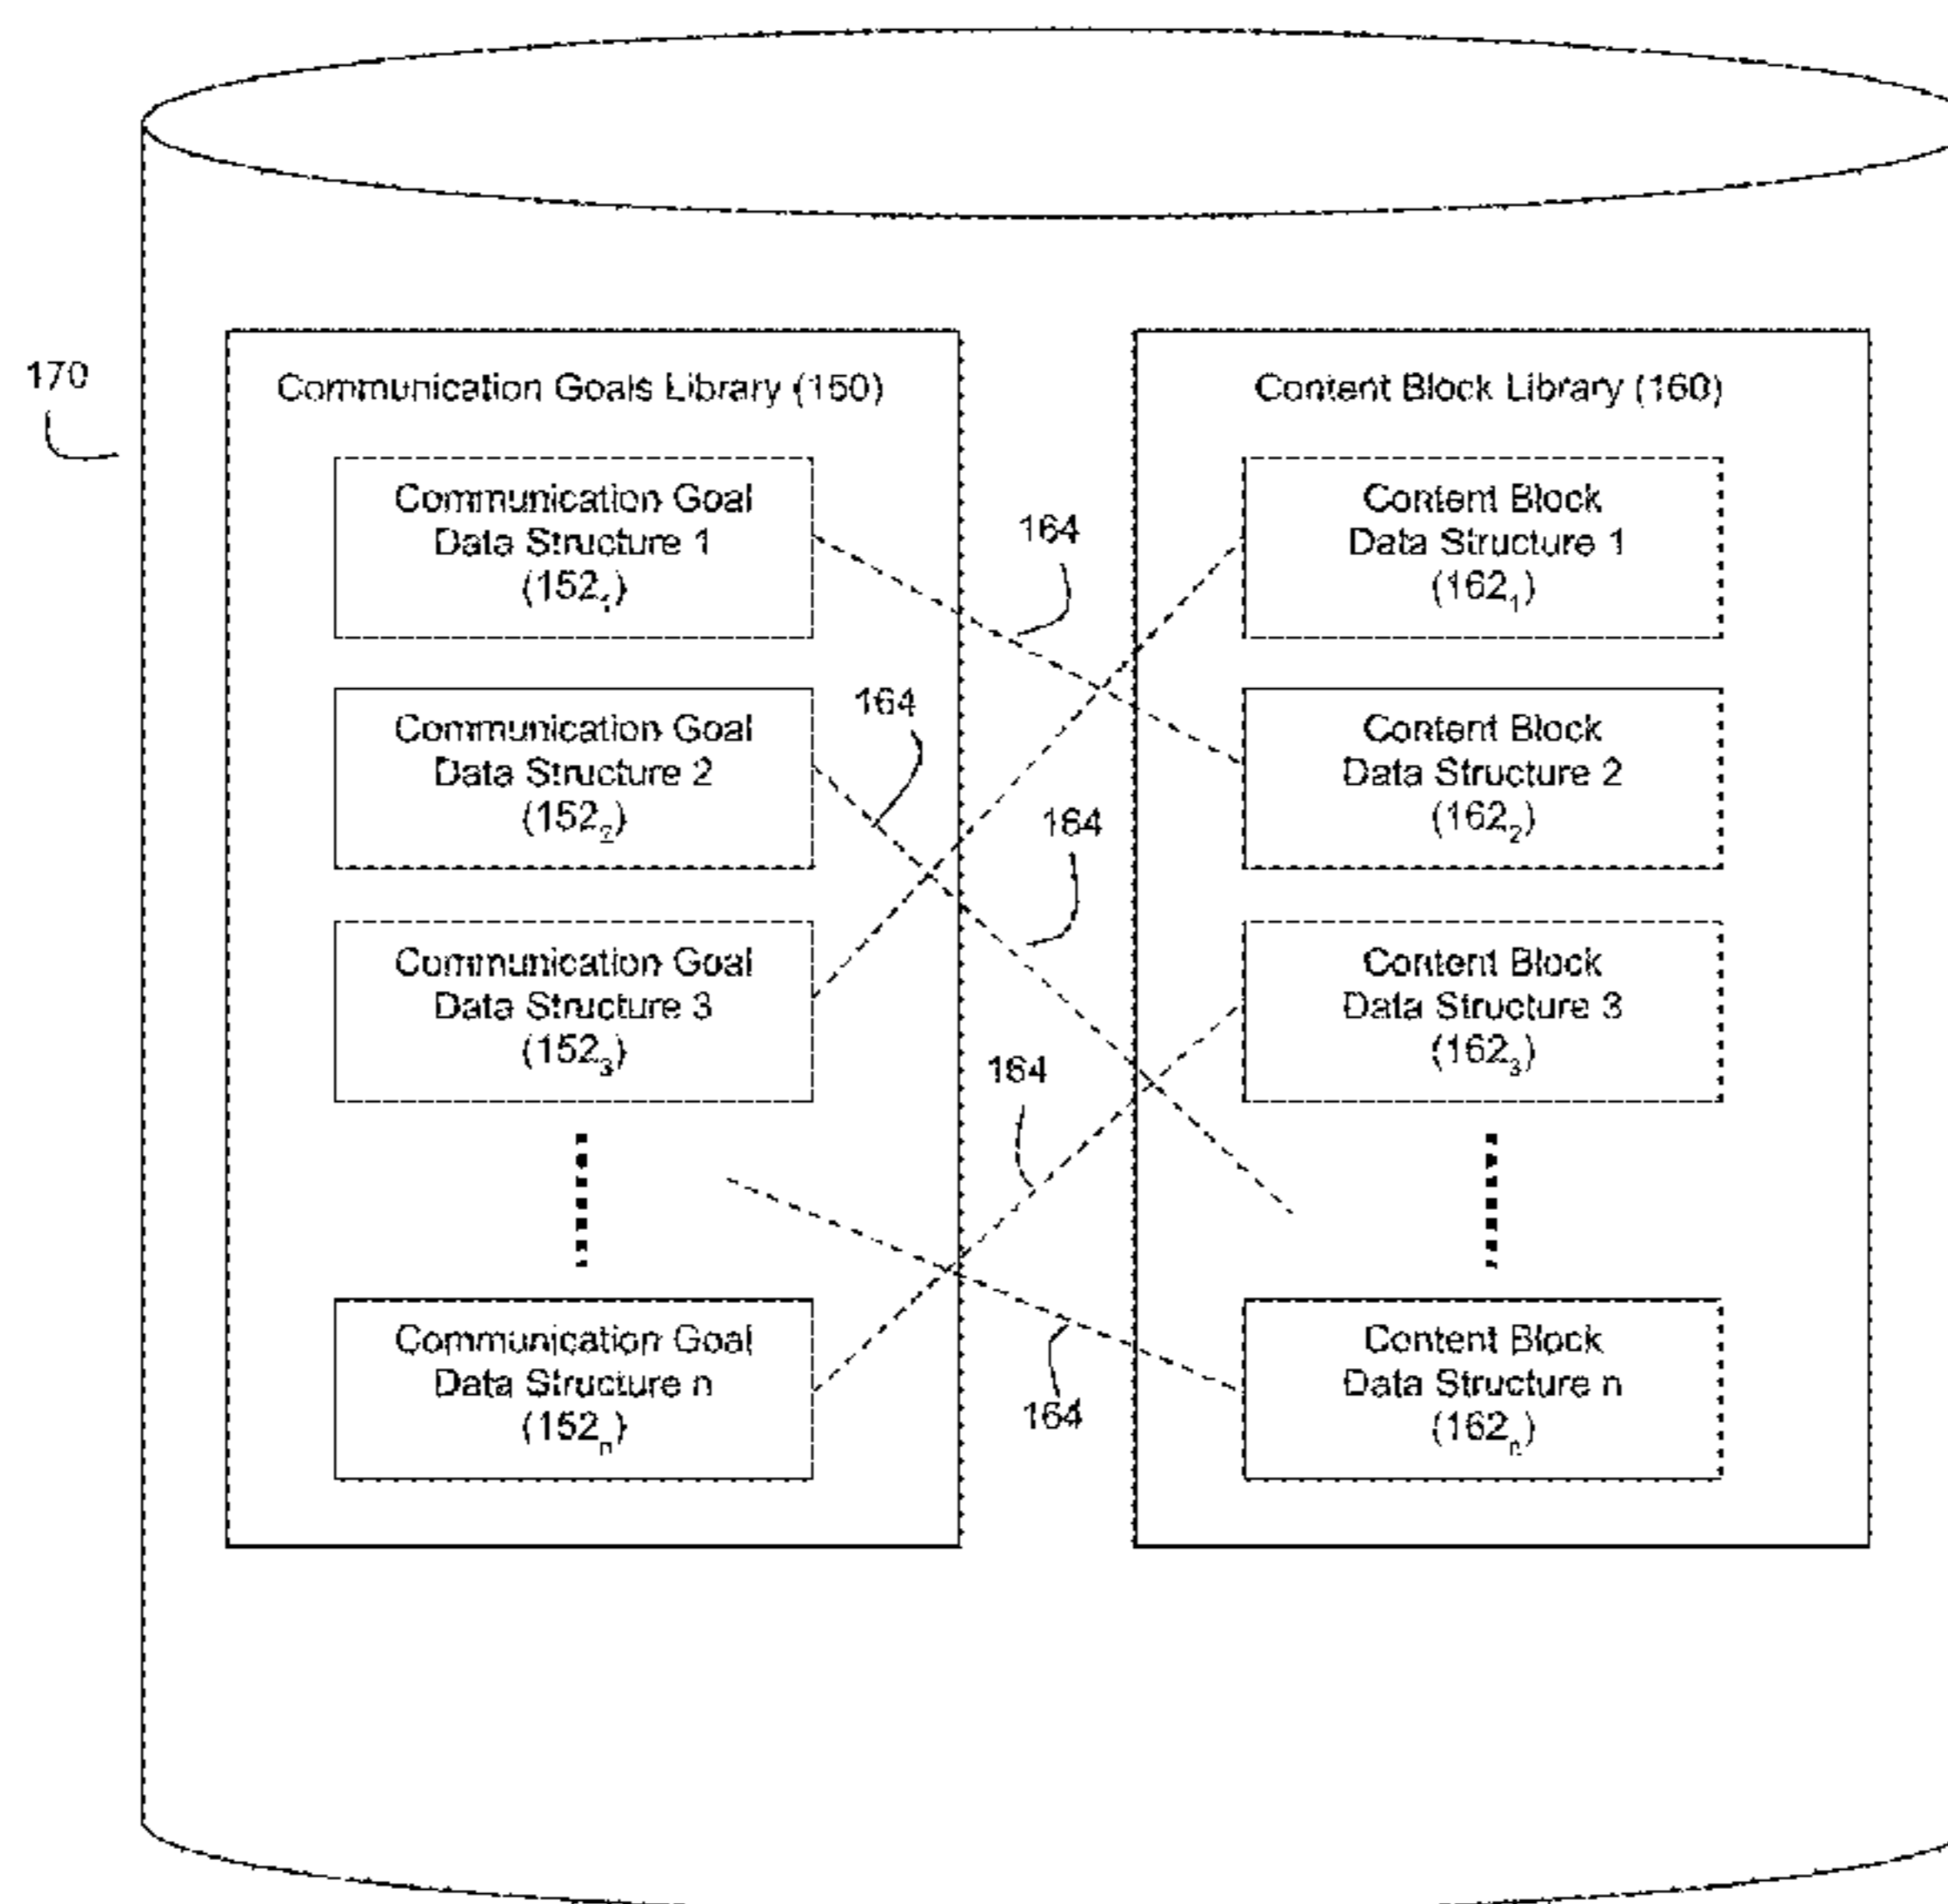 170
Communication Goals Library (150)
Communication Goal
Data Structure 1
(152₁)
Communication Goal
Data Structure 2
(152₂)
Communication Goal
Data Structure 3
(152₃)
Communication Goal
Data Structure n
(152ₙ)
164
164
164
164
164
Content Block Library (160)
Content Block
Data Structure 1
(162₁)
Content Block
Data Structure 2
(162₂)
Content Block
Data Structure 3
(162₃)
Content Block
Data Structure n
(162ₙ)